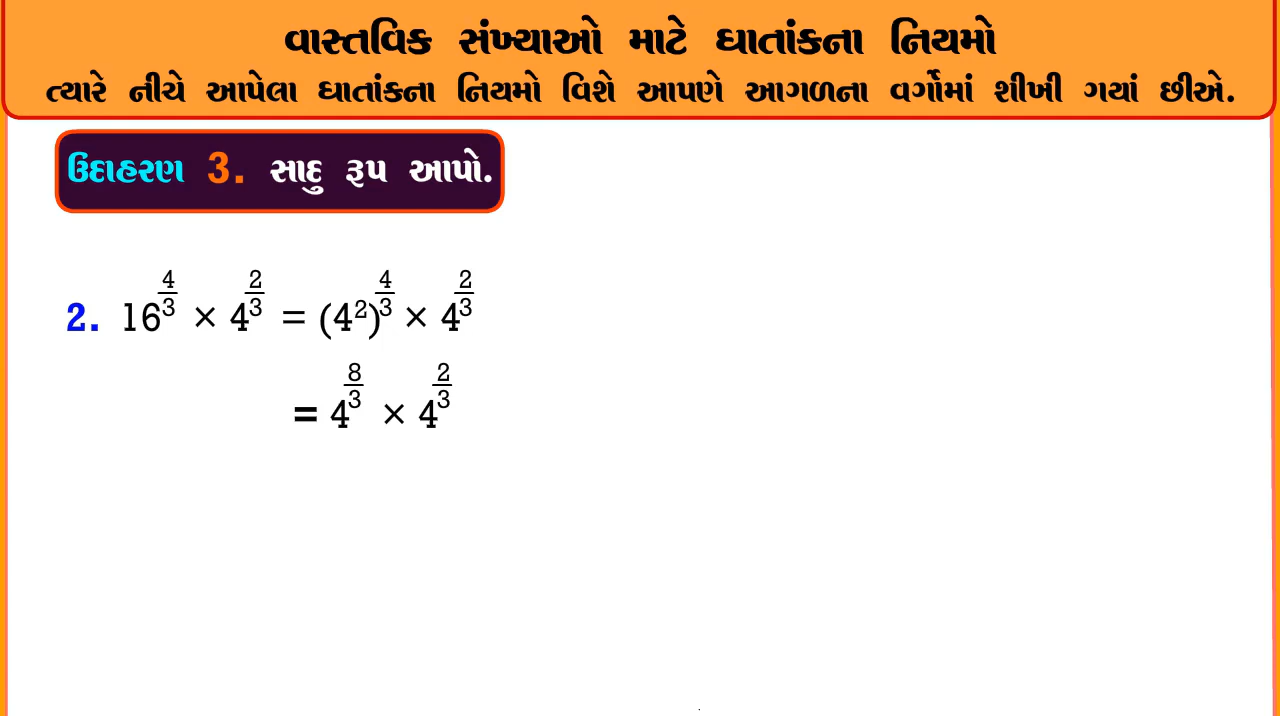 વાસ્તવિક સંખ્યાઓ માટે ઘાતાંકના નિયમો
ત્યારે નીચે આપેલા ઘાતાંકના નિયમો વિશે આપણે આગળના વર્ગોમાં શીખી ગયાં છીએ.
ઉદાહરણ 3. સાદુ રૂપ આપો.
2. 16^(4/3) × 4^(2/3) = (4²)^(4/3) × 4^(2/3)
= 4^(8/3) × 4^(2/3)